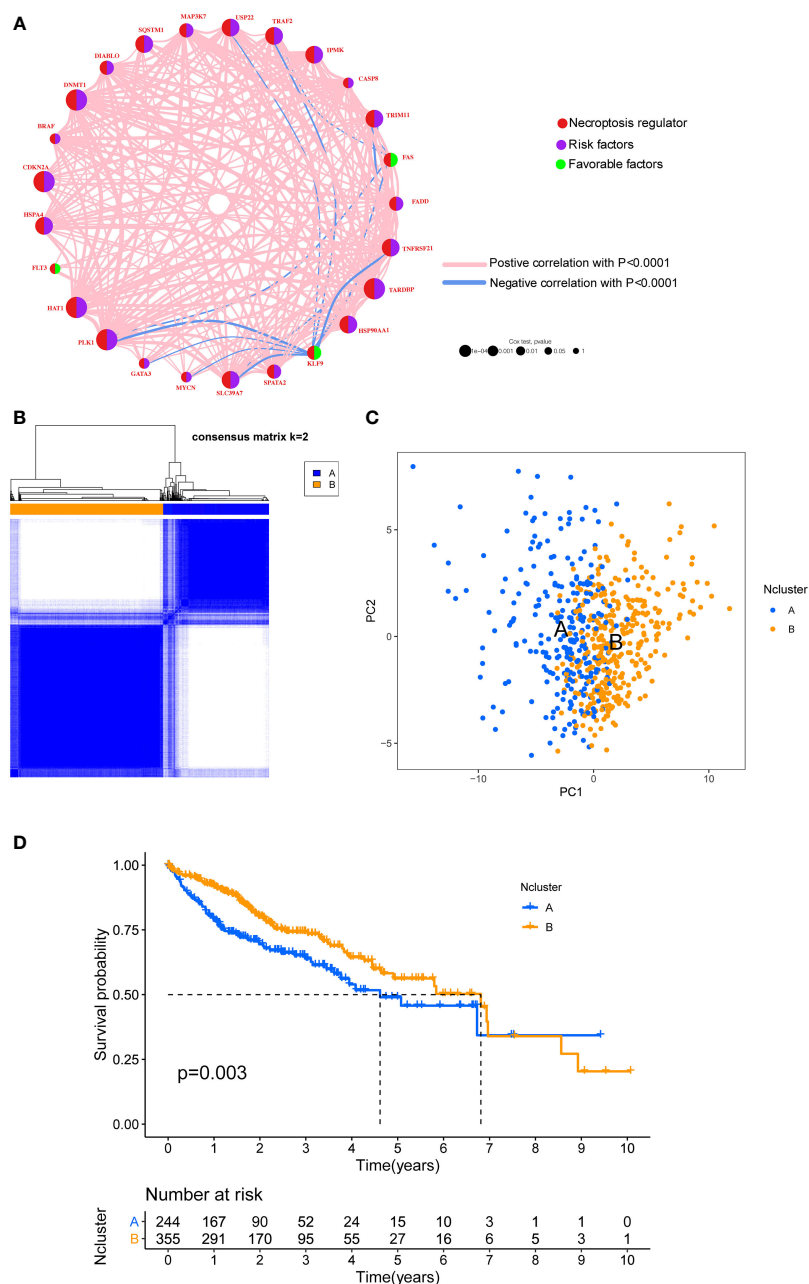 A
MAP3K7
USP22
SQSTM1
TRAF2
DIABLO
IPMK
DNMT1
CASP8
BRAF
TRIM11
CDKN2A
FAS
HSPA4
FADD
FLT3
TNFRSF21
HAT1
TARDBP
PLK1
HSP90AA1
GATA3
KLF9
MYCN
SPATA2
SLC39A7
Necroptosis regulator
Risk factors
Favorable factors
Postive correlation with P<0.0001
Negative correlation with P<0.0001
Cox test, pvalue
1e−04 0.001 0.01 0.05 1
B
consensus matrix k=2
A
B
C
PC2
5
0
−5
−10 0 10
PC1
A
B
Ncluster
A
B
D
Survival probability
1.00
0.75
0.50
0.25
0.00
p=0.003
Ncluster
A
B
0 1 2 3 4 5 6 7 8 9 10
Time(years)
Number at risk
Ncluster
A 244 167 90 52 24 15 10 3 1 1 0
B 355 291 170 95 55 27 16 6 5 3 1
0 1 2 3 4 5 6 7 8 9 10
Time(years)